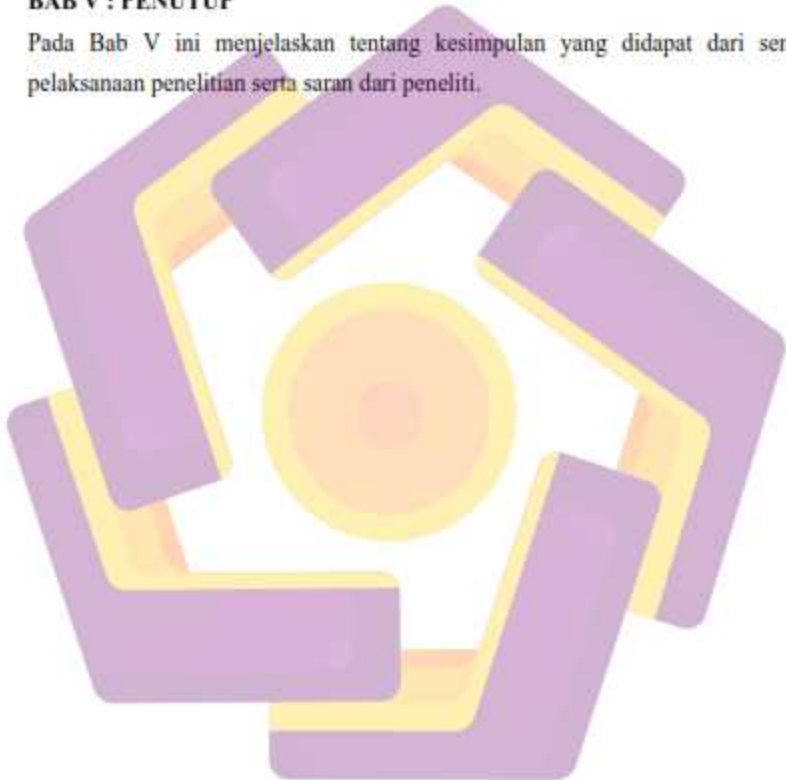 BAB V : PENUTUP
Pada Bab V ini menjelaskan tentang kesimpulan yang didapat dari
pelaksanaan penelitian serta saran dari peneliti.